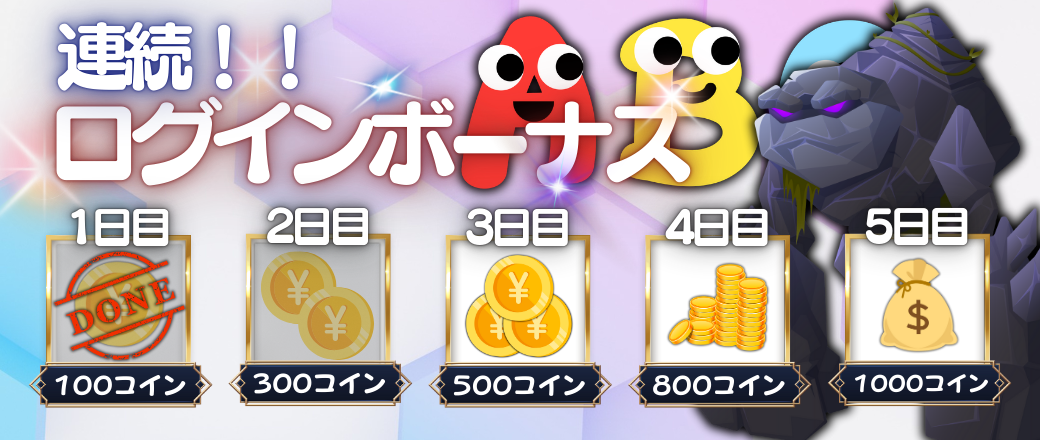 連続！！
ログインボーナス
A B
1日目
2日目
3日目
4日目
5日目
DONE
¥
¥ ¥
¥ ¥ ¥
$
100コイン
300コイン
500コイン
800コイン
1000コイン